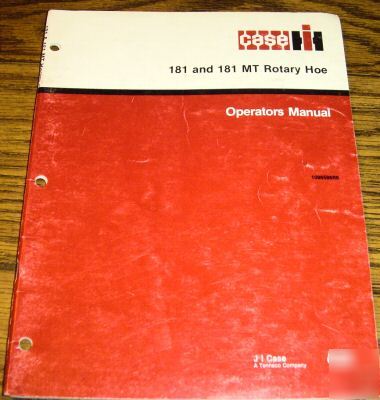 case IH
181 and 181 MT Rotary Hoe
Operators Manual
J I Case
A Tenneco Company